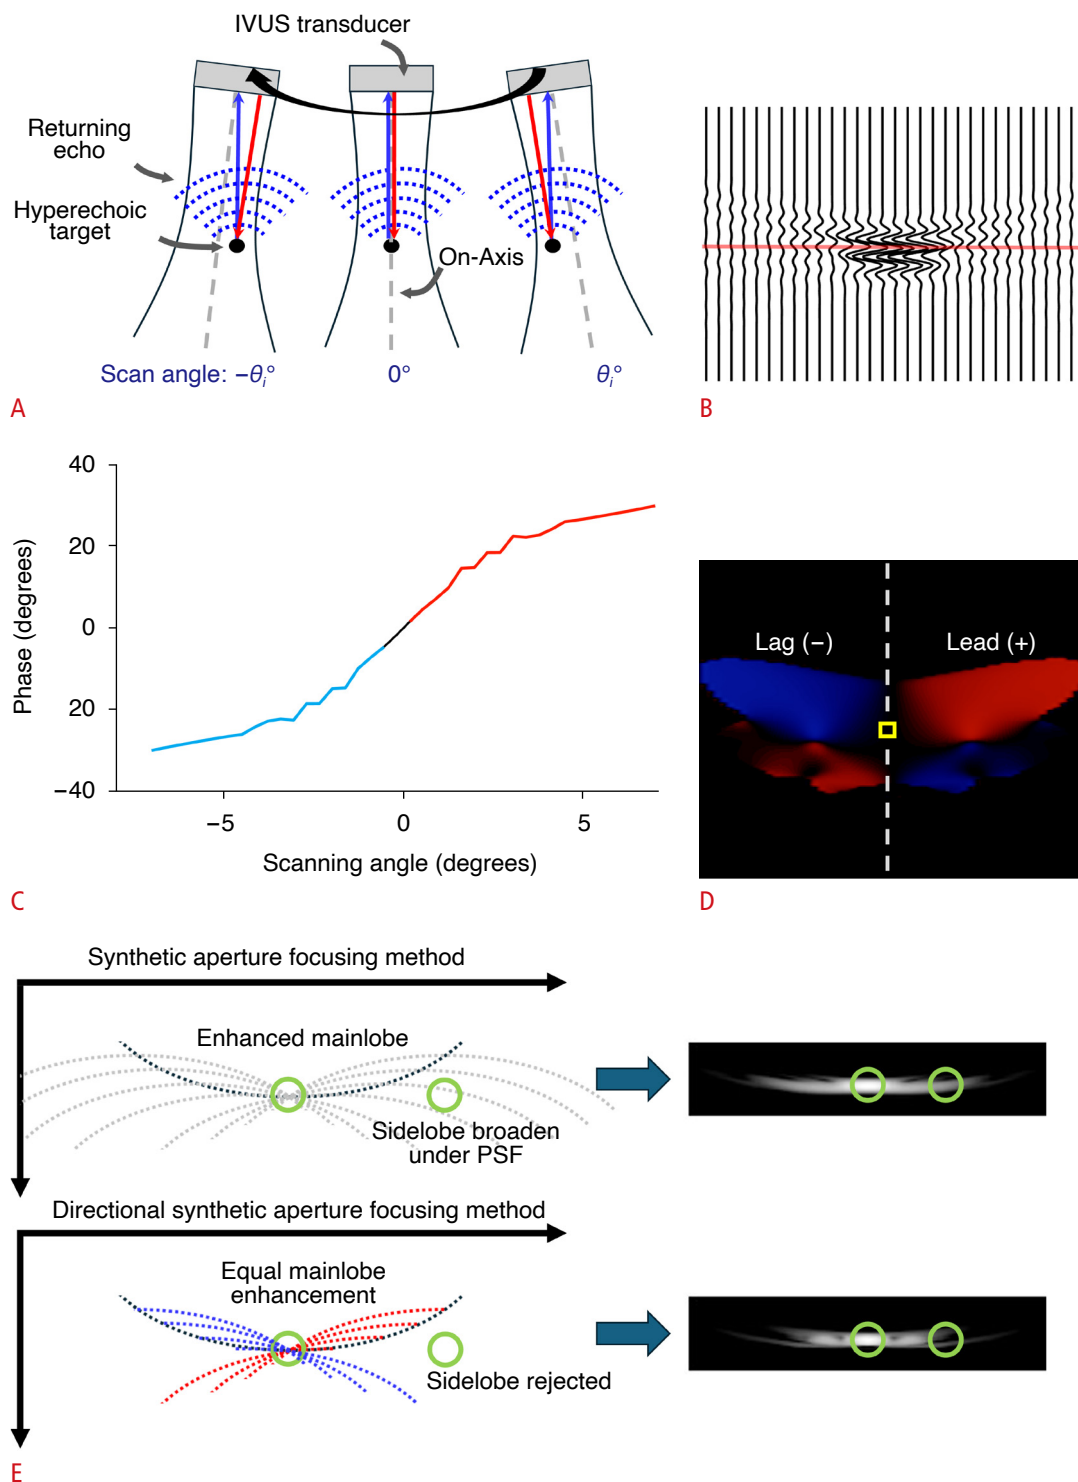 IVUS transducer
Returning
echo
Hyperechoic
target
On-Axis
Scan angle: −θi°
0°
θi°
A
B
40
20
0
20
−40
Phase (degrees)
−5
0
5
Scanning angle (degrees)
C
Lag (−)
Lead (+)
D
Synthetic aperture focusing method
Enhanced mainlobe
Sidelobe broaden
under PSF
Directional synthetic aperture focusing method
Equal mainlobe
enhancement
Sidelobe rejected
E